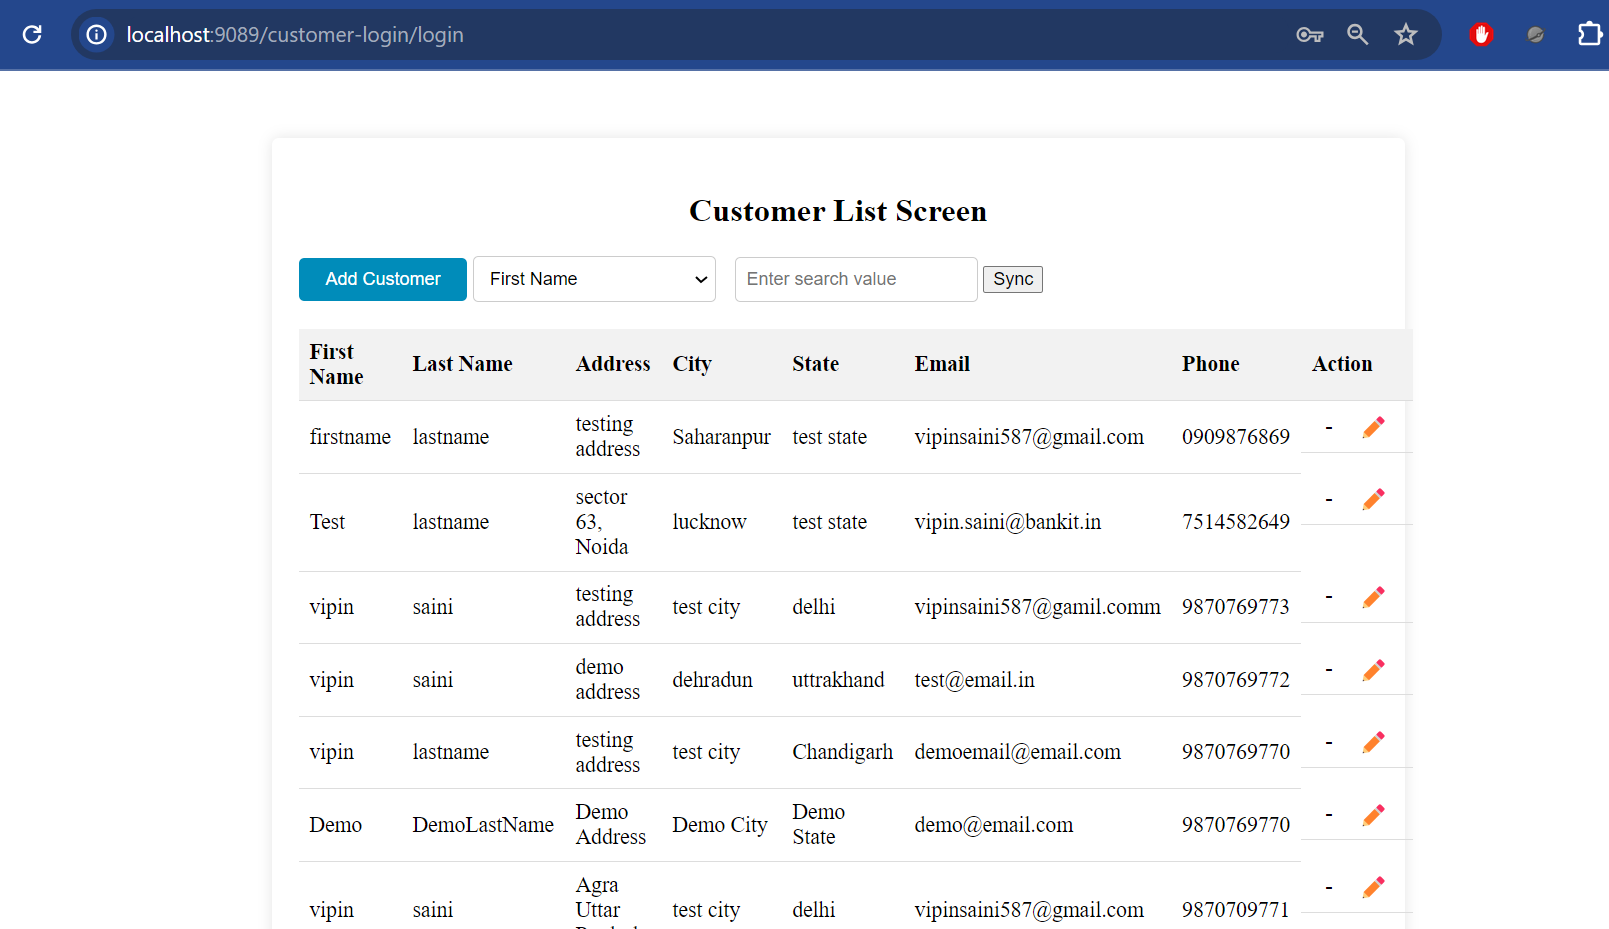 localhost:9089/customer-login/login
Customer List Screen
Add Customer First Name Enter search value Sync
First Name Last Name Address City State Email Phone Action
firstname lastname testing address Saharanpur test state vipinsaini587@gmail.com 0909876869 -
Test lastname sector 63, Noida lucknow test state vipin.saini@bankit.in 7514582649 -
vipin saini testing address test city delhi vipinsaini587@gamil.comm 9870769773 -
vipin saini demo address dehradun uttrakhand test@email.in 9870769772 -
vipin lastname testing address test city Chandigarh demoemail@email.com 9870769770 -
Demo DemoLastName Demo Address Demo City Demo State demo@email.com 9870769770 -
vipin saini Agra Uttar test city delhi vipinsaini587@gmail.com 9870709771 -